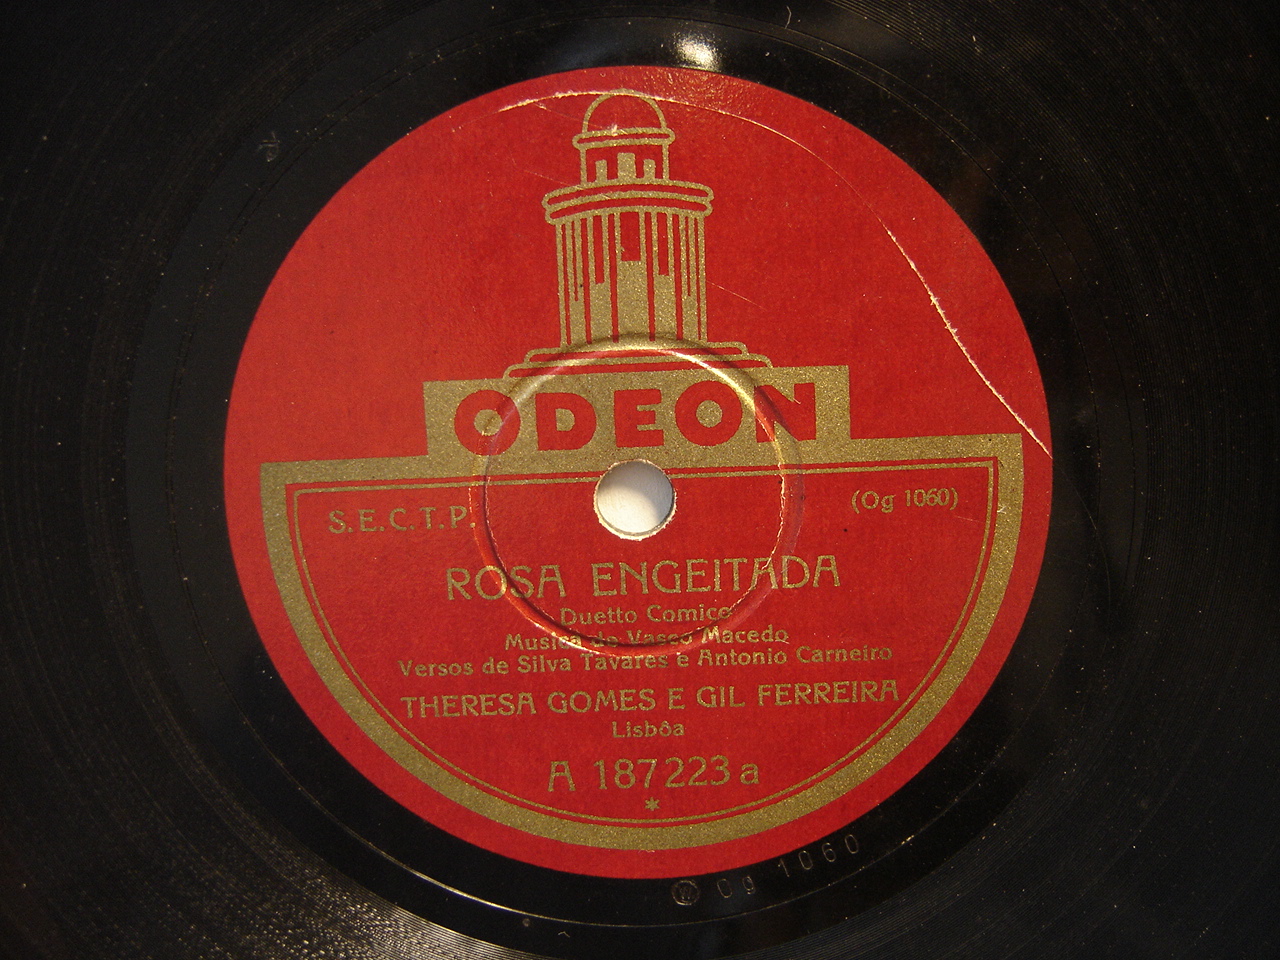 ODEON
S.E.C.T.P.
(Og 1060)
ROSA ENGEITADA
Duetto Comico
Musica de Vasco Macedo
Versos de Silva Tavares e Antonio Carneiro
THERESA GOMES E GIL FERREIRA
Lisbôa
A 187223 a
*
Og 1060